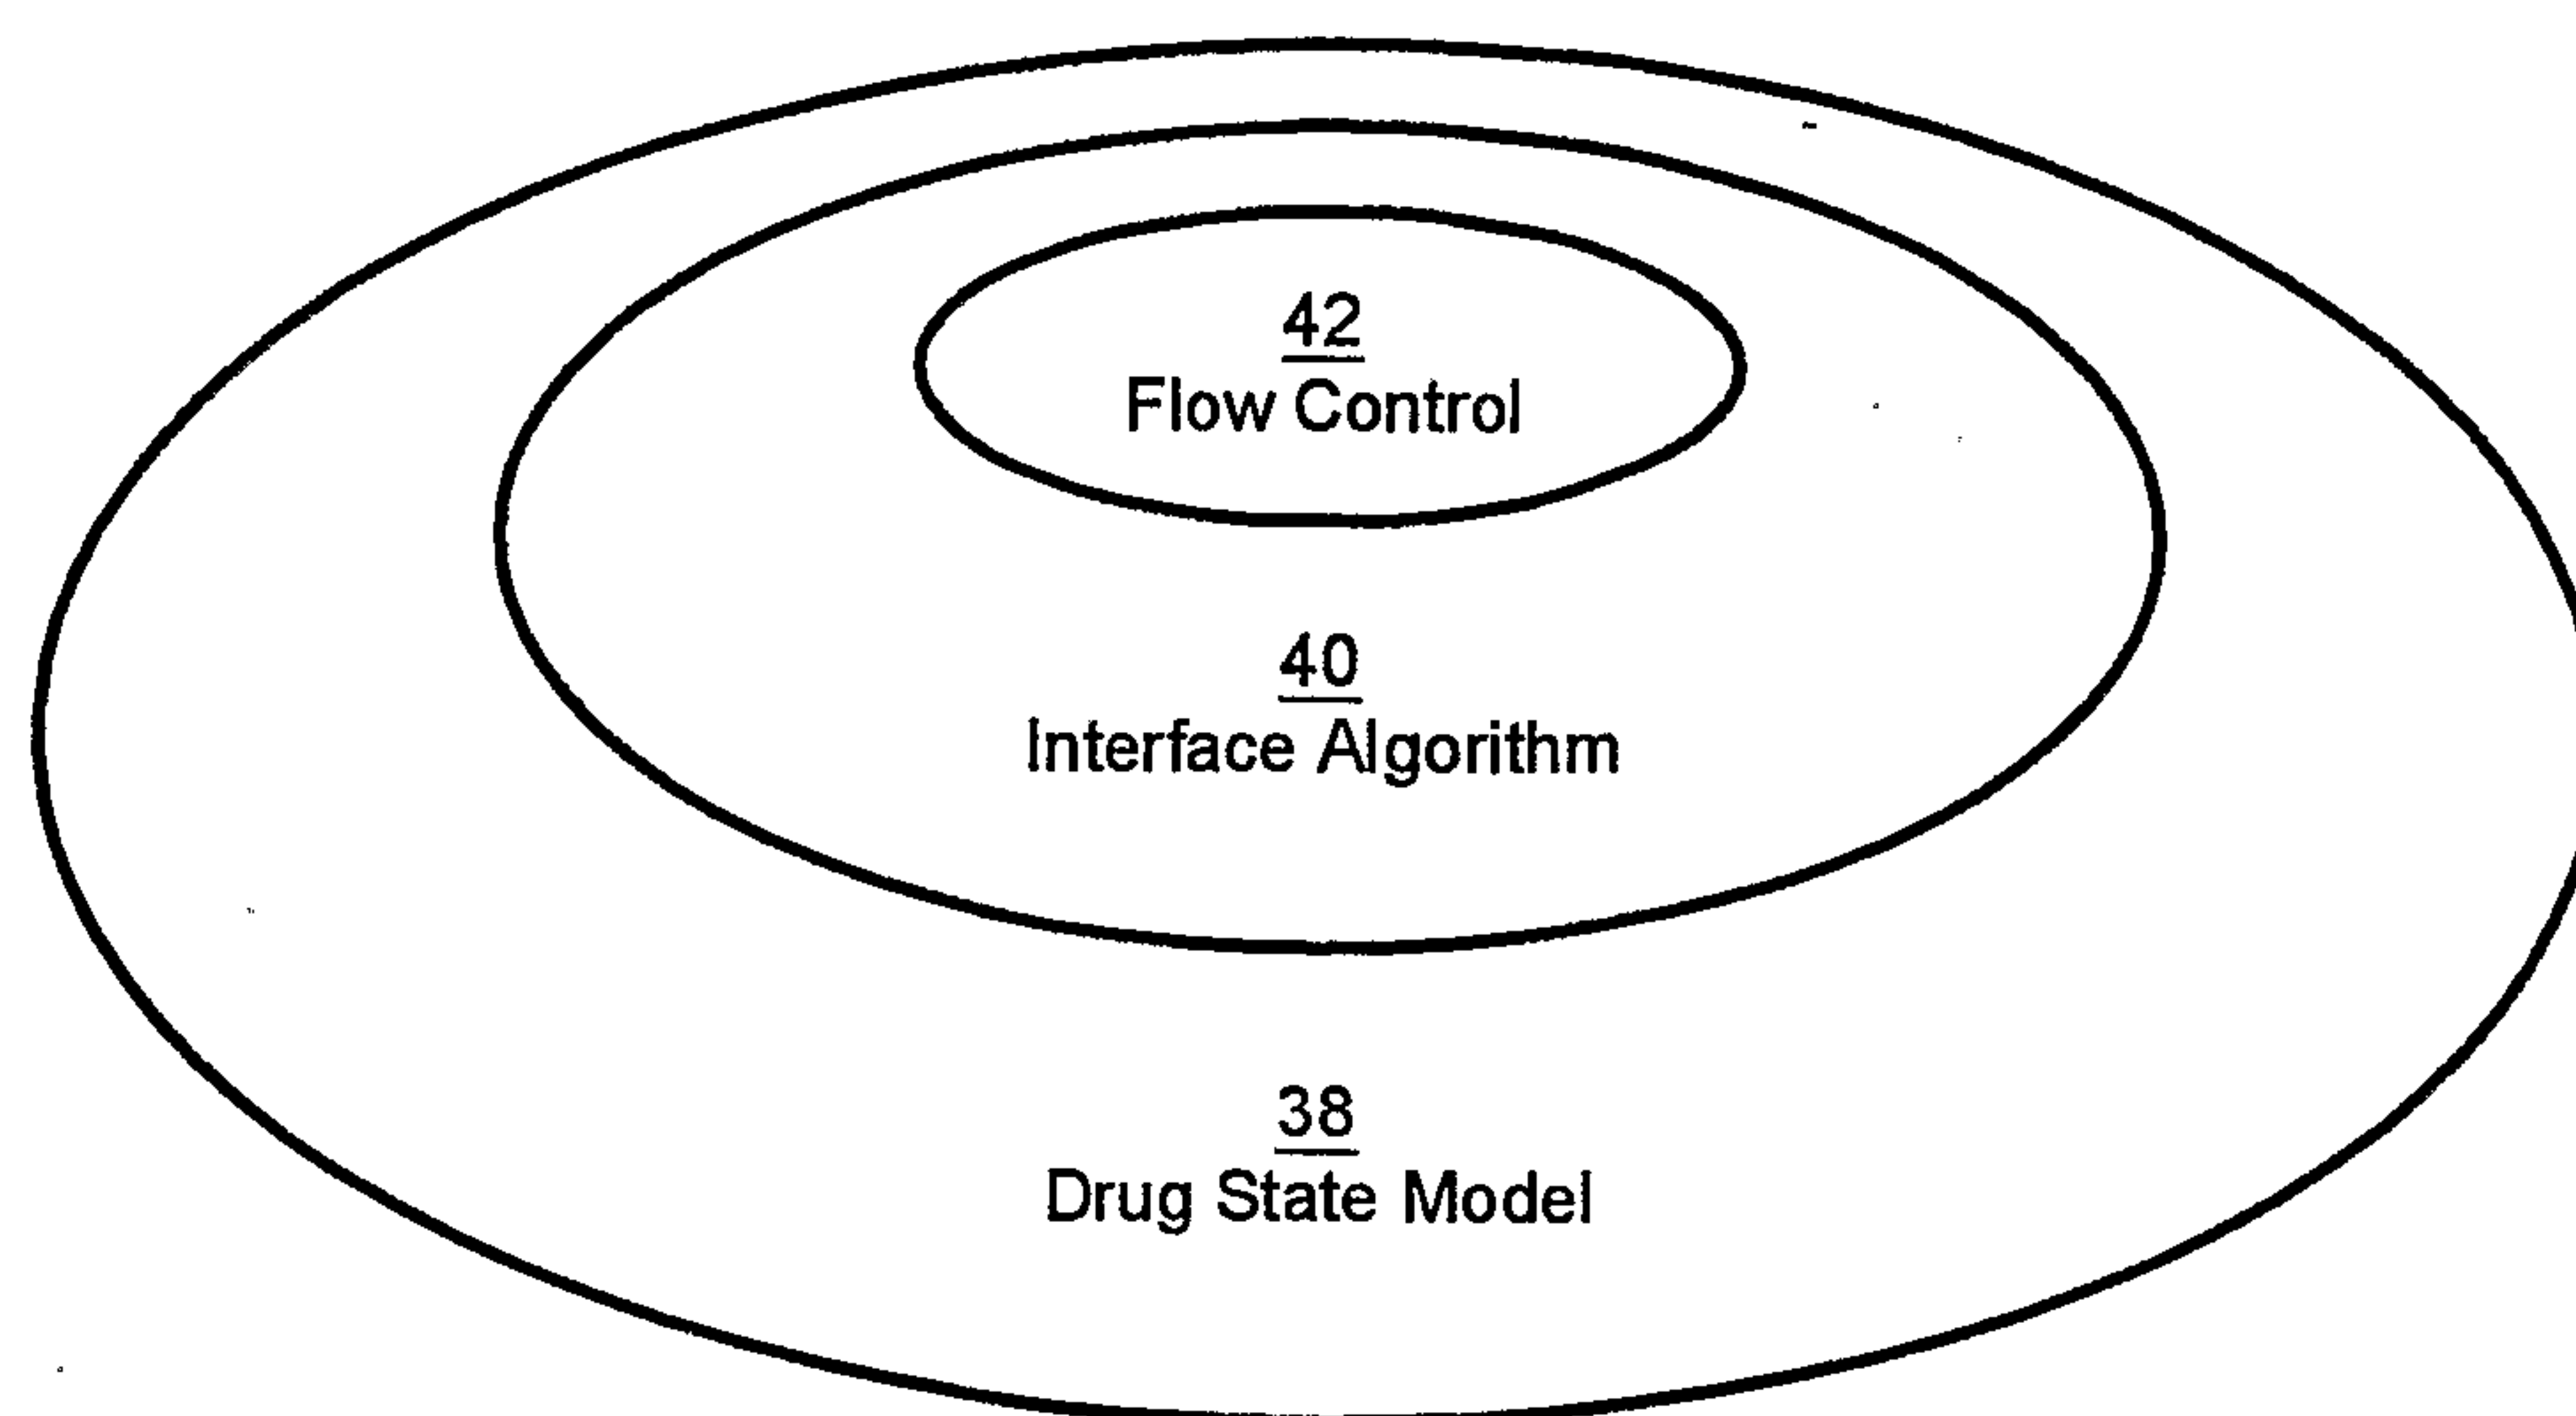 42
Flow Control
40
Interface Algorithm
38
Drug State Model